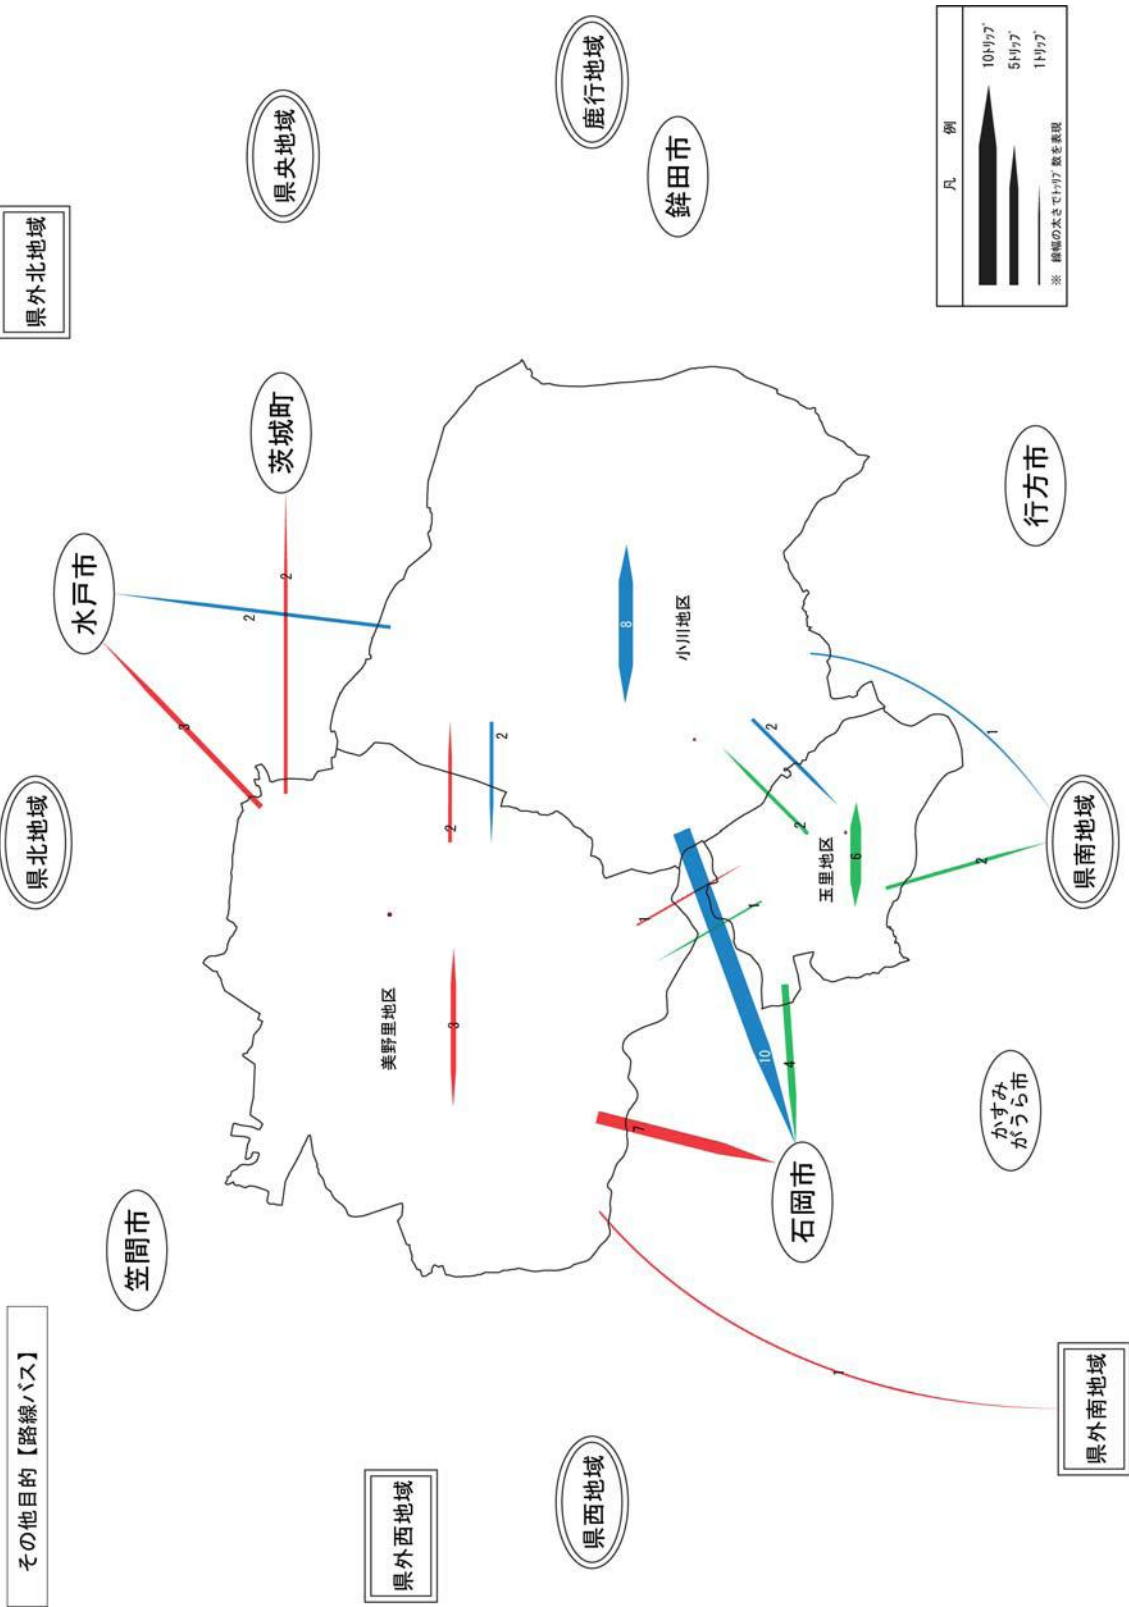 その他目的【路線バス】
県外北地域
県北地域
水戸市
県央地域
茨城町
笠間市
鹿行地域
鉾田市
県外西地域
県西地域
美野里地区
小川地区
玉里地区
石岡市
かすみ
がうら市
行方市
県南地域
県外南地域
3
2
2
2
2
3
8
1
1
2
2
6
10
4
7
2
1
1
凡 例
10トリップ
5トリップ
1トリップ
※ 線幅の太さでトリップ数を表現